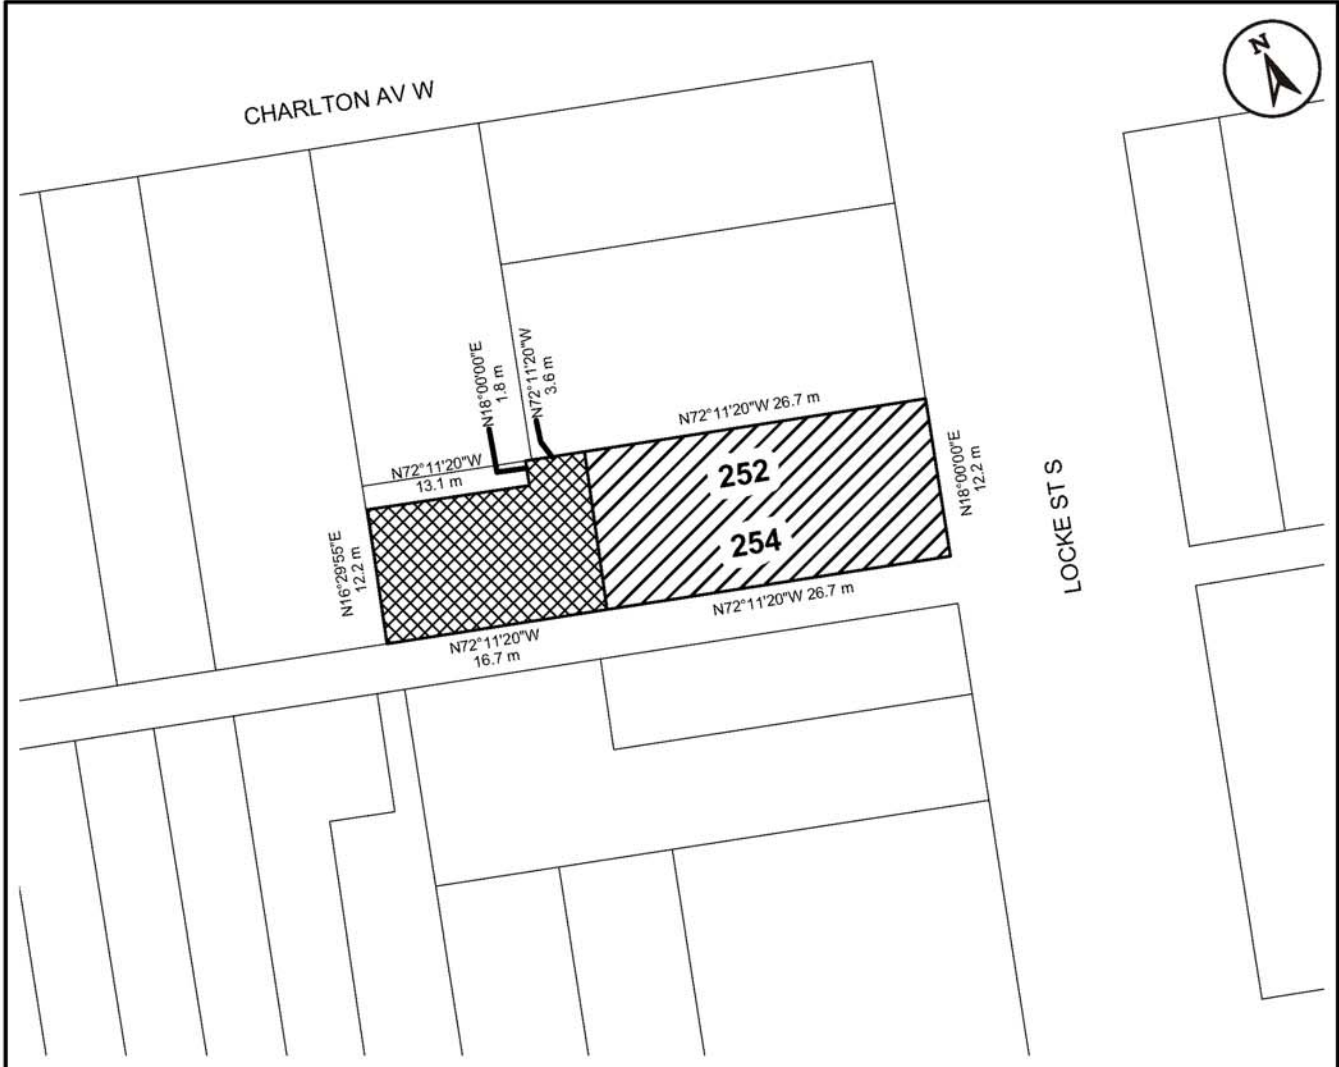 N
CHARLTON AV W
N18°00'00"E
1.8 m
N72°11'20"W
3.6 m
N72°11'20"W 26.7 m
N72°11'20"W
13.1 m
252
N18°00'00"E
12.2 m
LOCKE ST S
254
N16°29'55"E
12.2 m
N72°11'20"W 26.7 m
N72°11'20"W
16.7 m